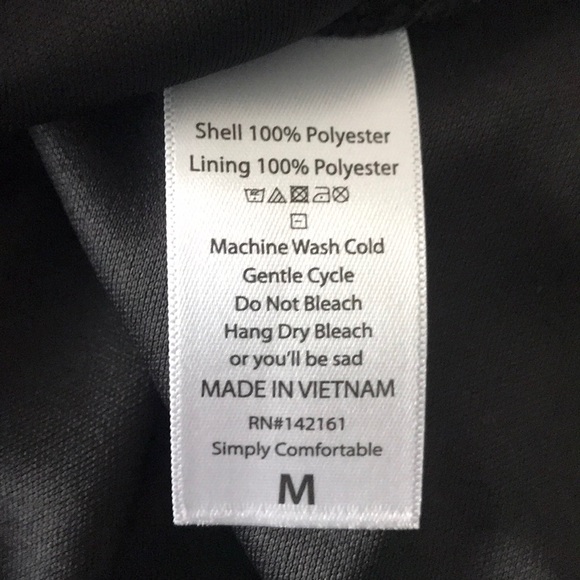 Shell 100% Polyester
Lining 100% Polyester
Machine Wash Cold
Gentle Cycle
Do Not Bleach
Hang Dry Bleach
or you'll be sad
MADE IN VIETNAM
RN#142161
Simply Comfortable
M